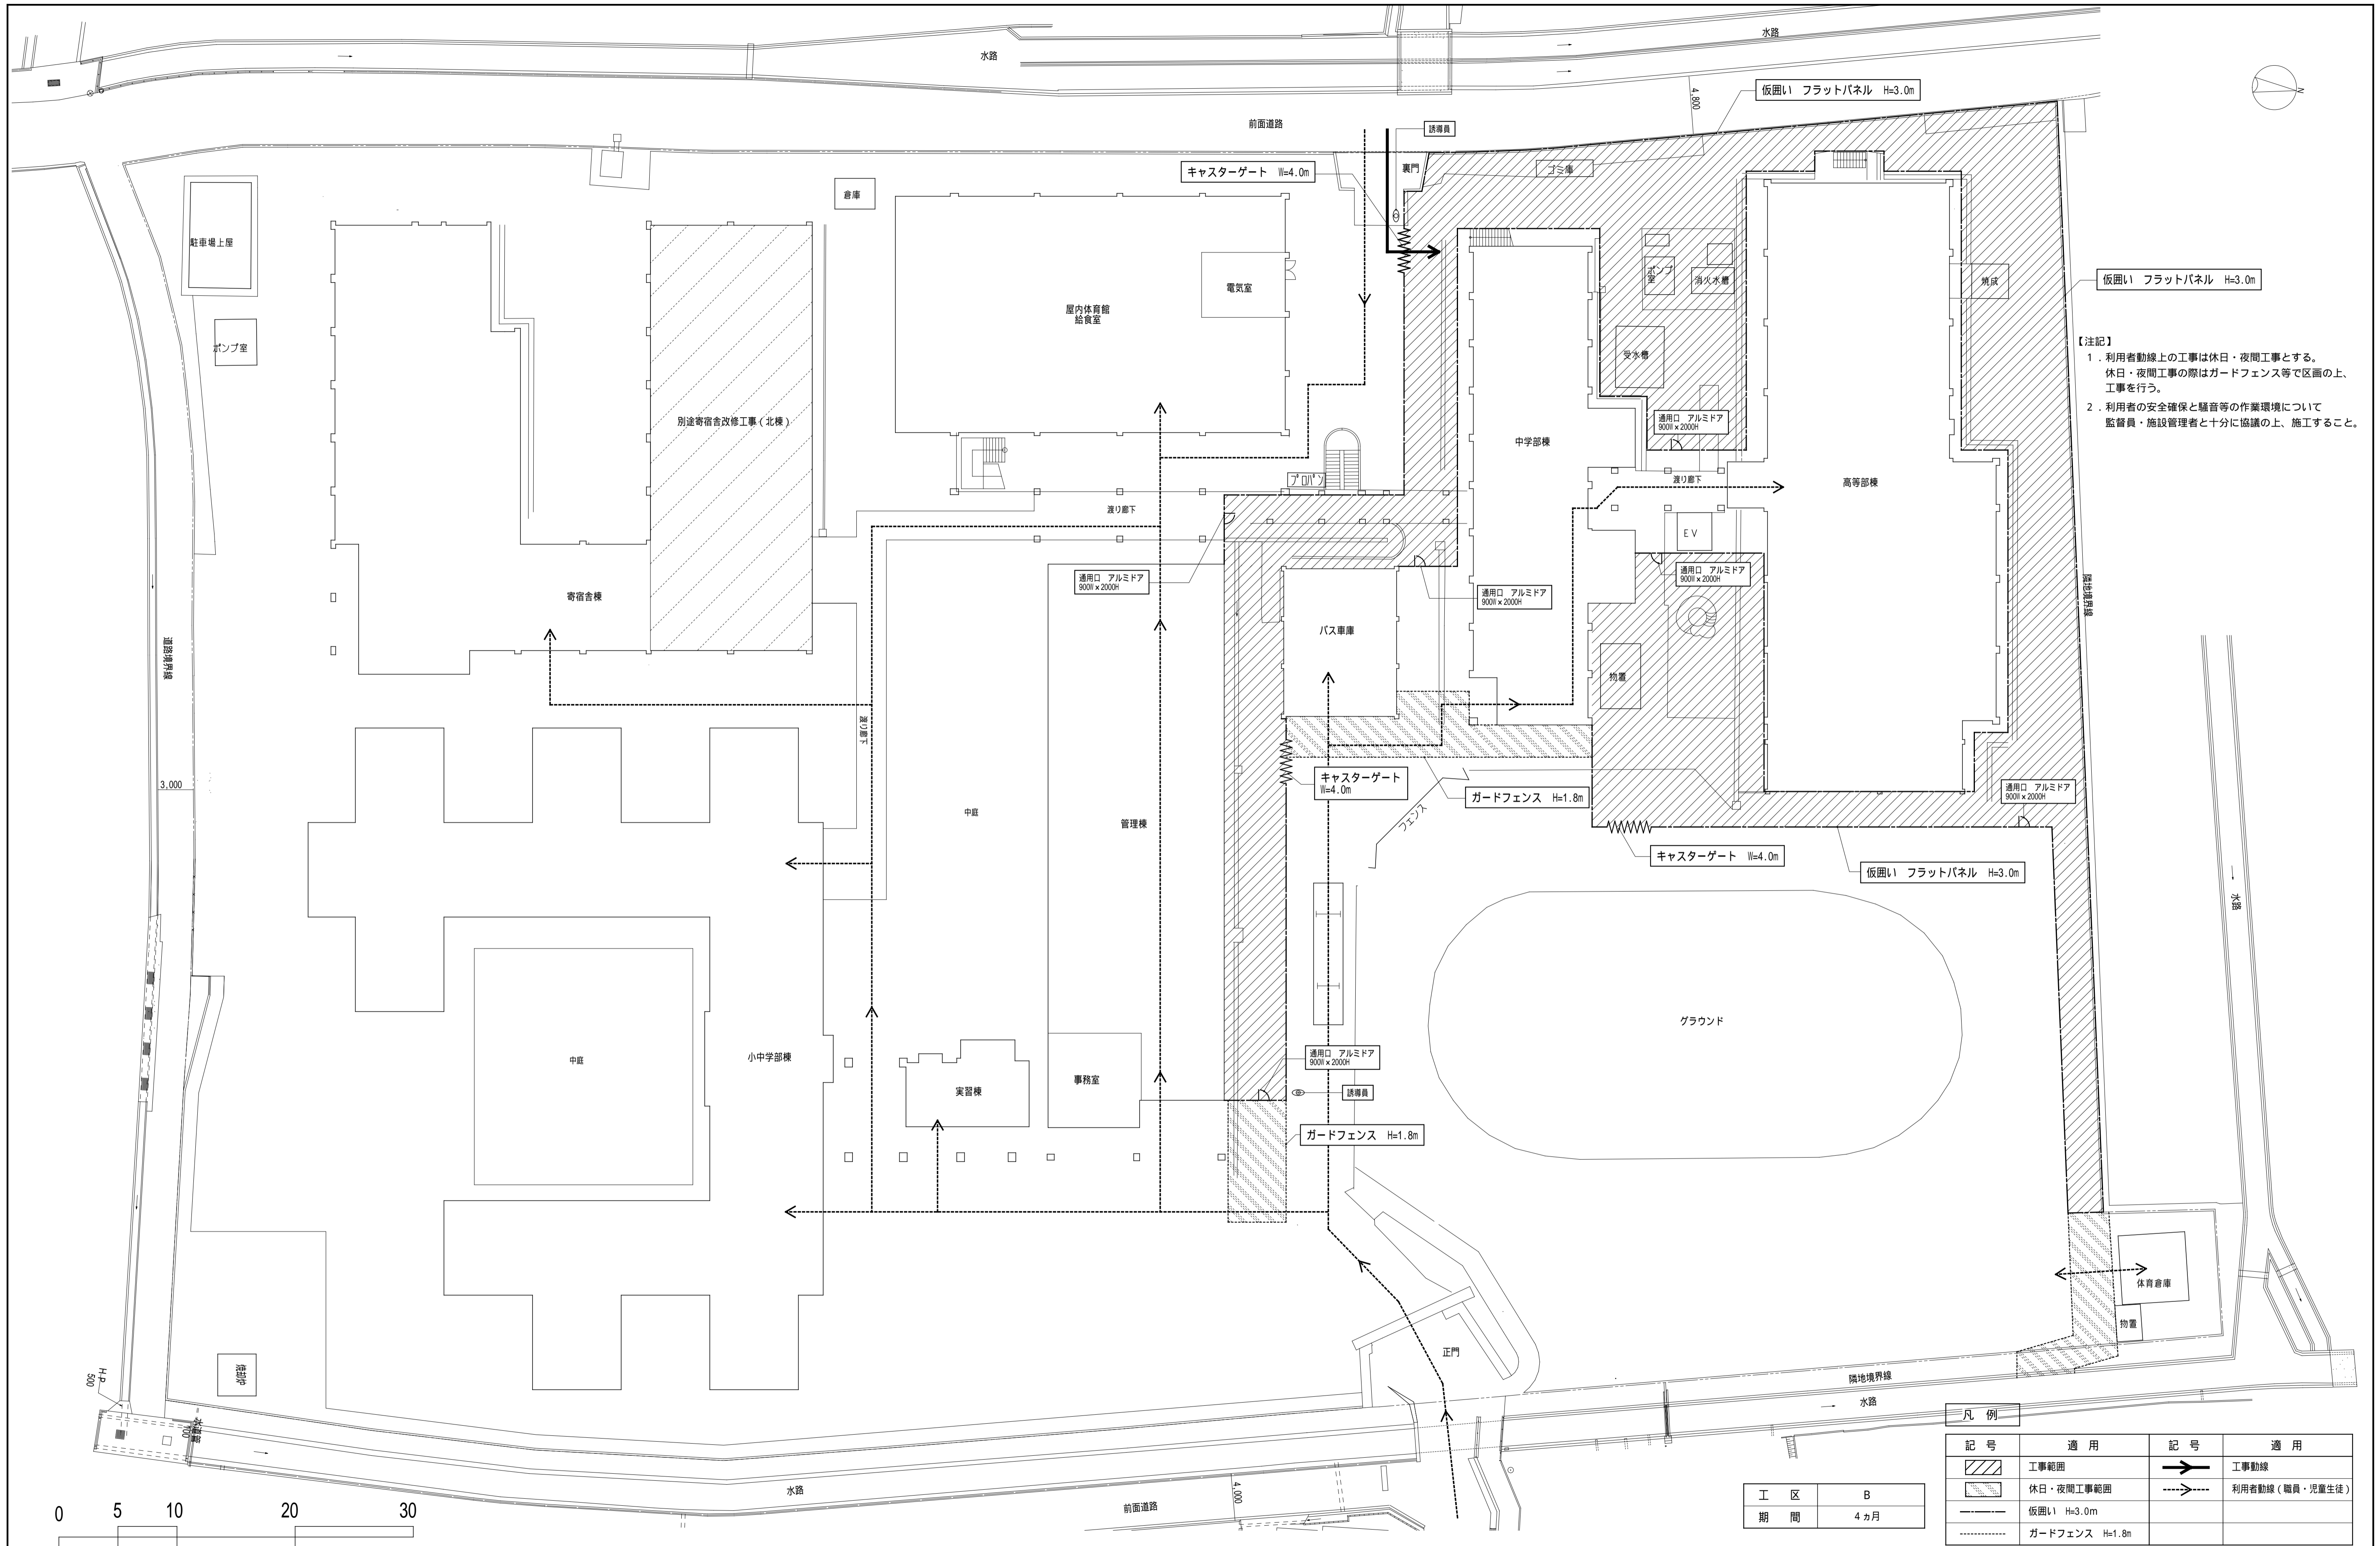 水路
水路
4,800
仮囲い フラットパネル H=3.0m
N
前面道路
誘導員
キャスターゲート W=4.0m
裏門
ゴミ庫
倉庫
駐車場上屋
ポンプ室
電気室
屋内体育館
給食室
ポンプ
室
消火水槽
焼成
仮囲い フラットパネル H=3.0m
受水槽
【注記】
1.利用者動線上の工事は休日・夜間工事とする。
休日・夜間工事の際はガードフェンス等で区画の上、
工事を行う。
2.利用者の安全確保と騒音等の作業環境について
監督員・施設管理者と十分に協議の上、施工すること。
別途寄宿舎改修工事(北棟)
通用口 アルミドア
900W×2000H
中学部棟
高等部棟
プロパン
渡り廊下
渡り廊下
EV
通用口 アルミドア
900W×2000H
通用口 アルミドア
900W×2000H
通用口 アルミドア
900W×2000H
寄宿舎棟
バス車庫
隣地境界線
道路境界線
物置
渡り廊下
3,000
キャスターゲート
W=4.0m
ガードフェンス H=1.8m
通用口 アルミドア
900W×2000H
中庭
管理棟
フェンス
キャスターゲート W=4.0m
仮囲い フラットパネル H=3.0m
水路
グラウンド
中庭
小中学部棟
実習棟
事務室
通用口 アルミドア
900W×2000H
誘導員
ガードフェンス H=1.8m
体育倉庫
物置
正門
焼却炉
H.P
500
隣地境界線
水路
水路
前面道路
4,000
0 5 10 20 30
工区 B
期間 4ヵ月
凡例
記号 適用 記号 適用
工事範囲 工事動線
休日・夜間工事範囲 利用者動線(職員・児童生徒)
仮囲い H=3.0m
ガードフェンス H=1.8m